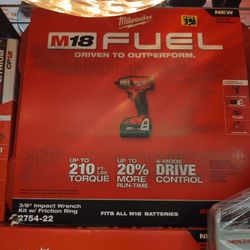 Milwaukee
NEW
M18 FUEL
DRIVEN TO OUTPERFORM.
UP TO
210 FT-LBS
TORQUE
UP TO
20%
MORE
RUN-TIME
4-MODE
DRIVE
CONTROL
3/8" Impact Wrench
Kit w/ Friction Ring
2754-22
FITS ALL M18 BATTERIES